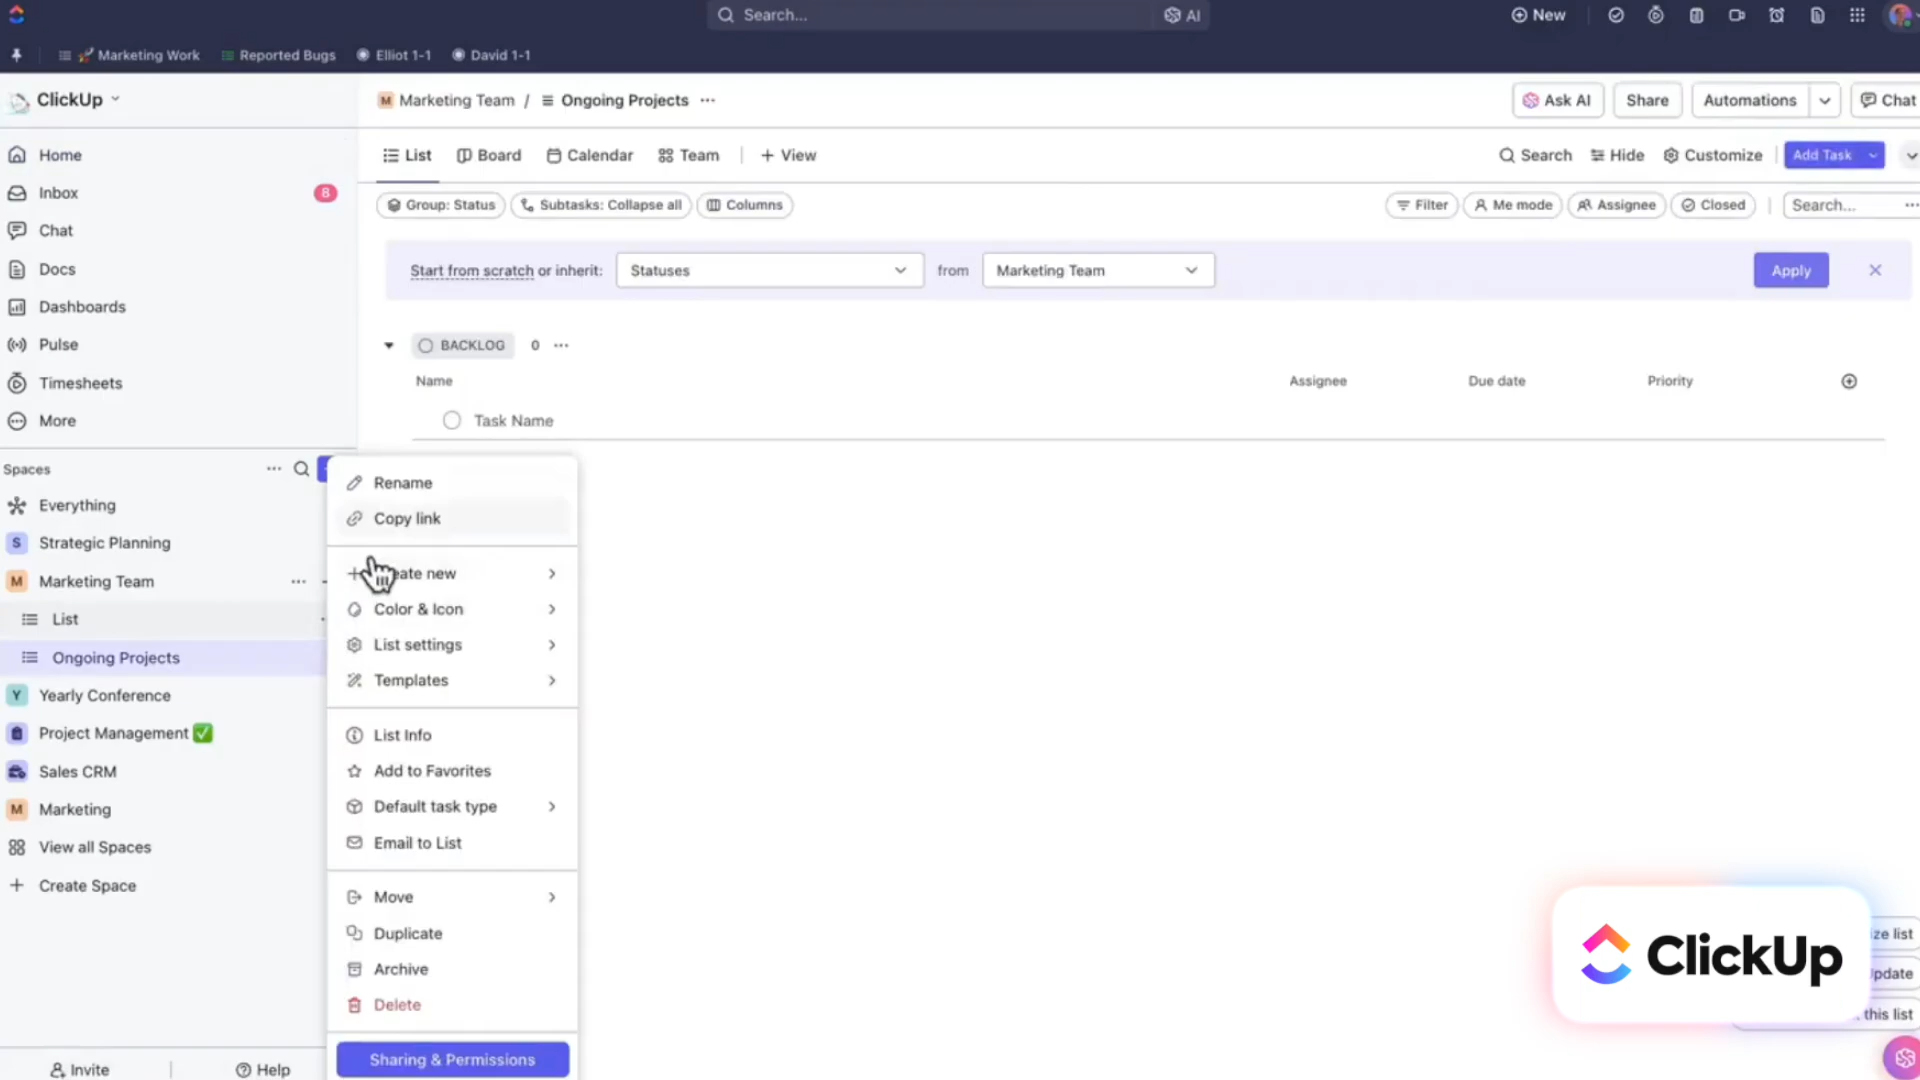 Search...
AI
New
Marketing Work
Reported Bugs
Elliot 1-1
David 1-1
ClickUp
M Marketing Team / Ongoing Projects
Ask AI
Share
Automations
Chat
Home
Inbox
8
Chat
Docs
Dashboards
Pulse
Timesheets
More
List
Board
Calendar
Team
+ View
Search
Hide
Customize
Add Task
Group: Status
Subtasks: Collapse all
Columns
Filter
Me mode
Assignee
Closed
Search...
Start from scratch or inherit:
Statuses
from
Marketing Team
Apply
BACKLOG
0
Name
Assignee
Due date
Priority
Task Name
Spaces
Everything
S Strategic Planning
M Marketing Team
List
Ongoing Projects
Y Yearly Conference
Project Management
Sales CRM
M Marketing
View all Spaces
Create Space
Invite
Help
Rename
Copy link
eate new
Color & Icon
List settings
Templates
List Info
Add to Favorites
Default task type
Email to List
Move
Duplicate
Archive
Delete
Sharing & Permissions
ClickUp
ze list
pdate
this list